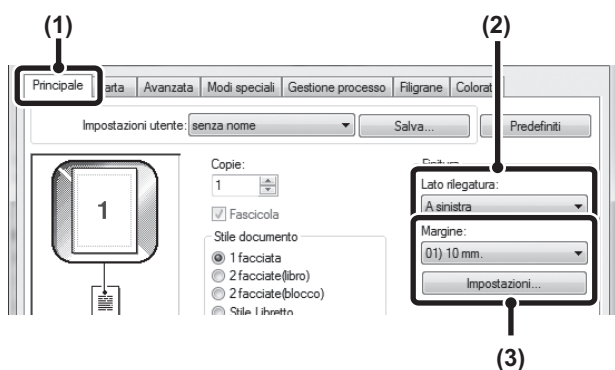 (1) (2)
Principale Avanzata Modi speciali Gestione processo Filigrane
Impostazioni utente: senza nome Salva... Predefiniti
Copie:
1
Fascicola
Lato rilegatura:
A sinistra
Margine:
01) 10 mm.
Impostazioni...
1
Stile documento
1 facciata
2 facciate(libro)
2 facciate(blocco)
Stile Libretto
(3)